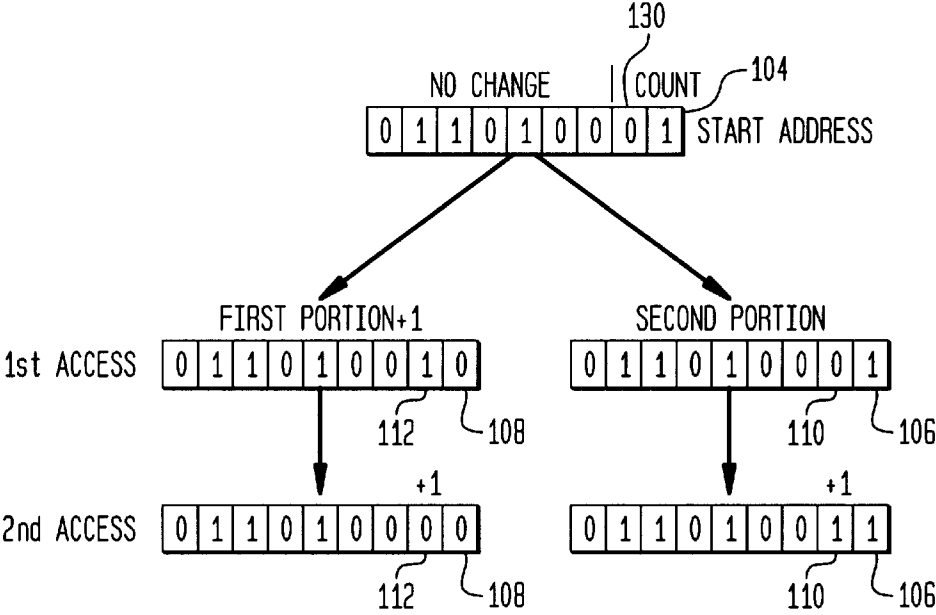 130
NO CHANGE | COUNT 104
0 1 1 0 1 0 0 0 1 START ADDRESS
FIRST PORTION+1 SECOND PORTION
1st ACCESS 0 1 1 0 1 0 0 1 0 0 1 1 0 1 0 0 0 1
112 108 110 106
+1 +1
2nd ACCESS 0 1 1 0 1 0 0 0 0 0 1 1 0 1 0 0 1 1
112 108 110 106